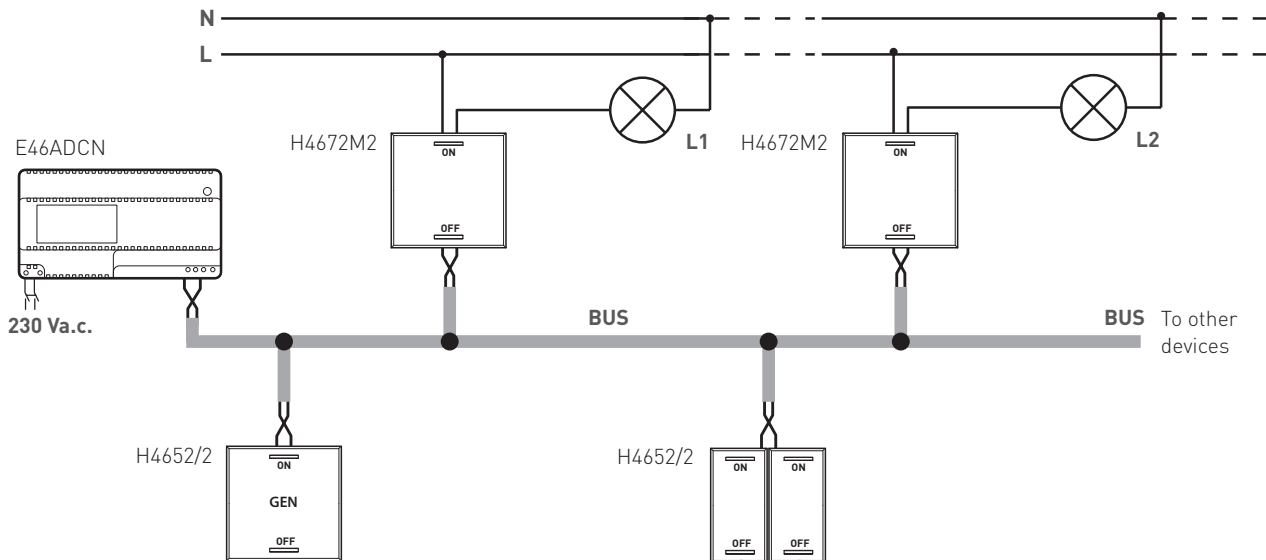 N
L
E46ADCN
H4672M2
ON
OFF
L1
H4672M2
ON
OFF
L2
230 Va.c.
BUS
BUS
To other
devices
H4652/2
ON
GEN
OFF
H4652/2
ON
OFF
ON
OFF